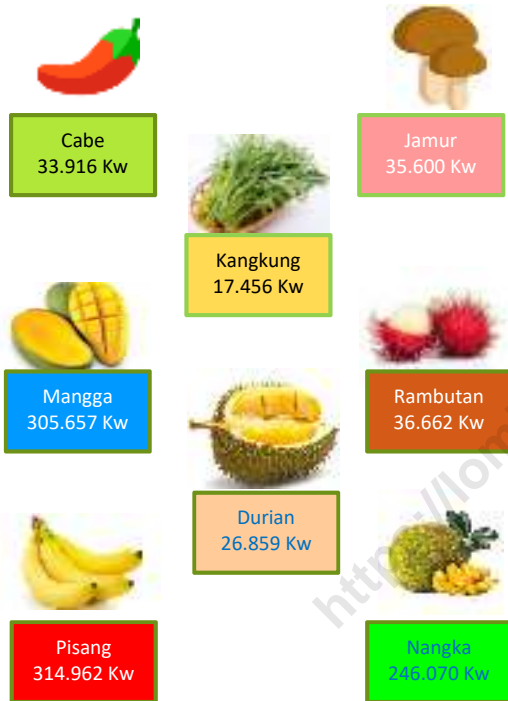 Cabe
33.916 Kw
Jamur
35.600 Kw
Kangkung
17.456 Kw
Mangga
305.657 Kw
Rambutan
36.662 Kw
Durian
26.859 Kw
Pisang
314.962 Kw
Nangka
246.070 Kw